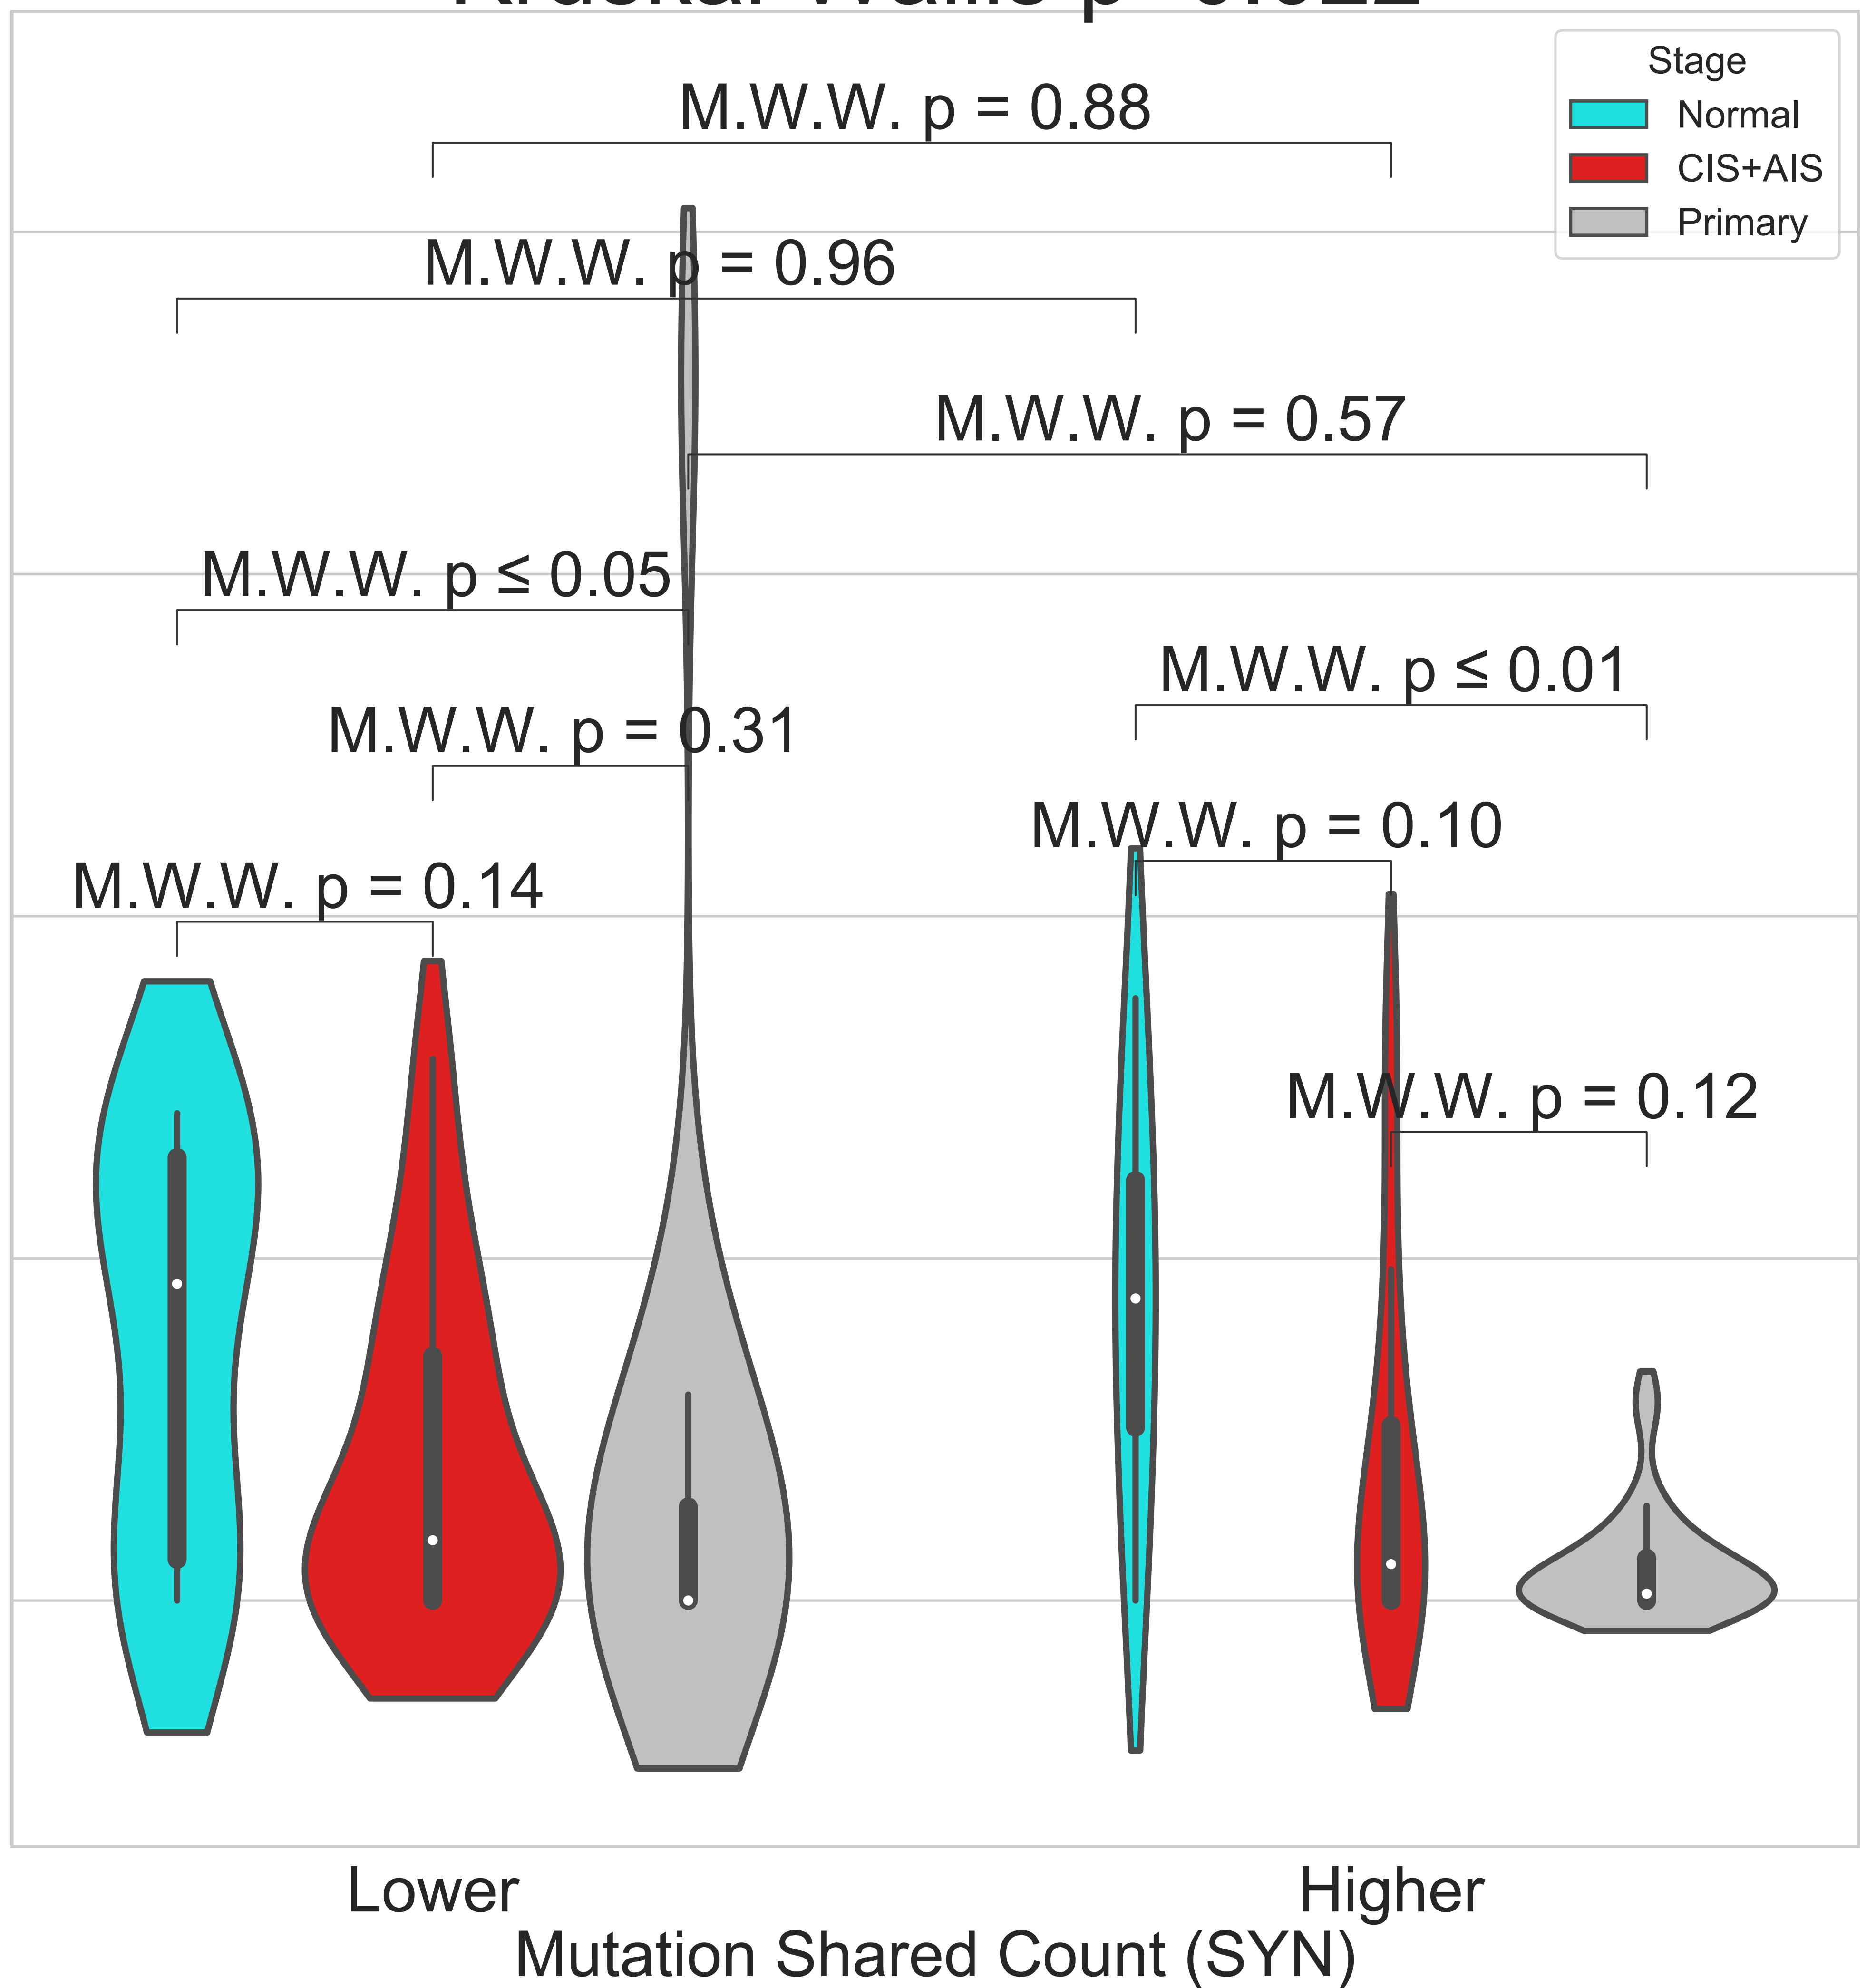 Stage
Normal
CIS+AIS
Primary
M.W.W. p = 0.88
M.W.W. p = 0.96
M.W.W. p = 0.57
M.W.W. p ≤ 0.05
M.W.W. p ≤ 0.01
M.W.W. p = 0.31
M.W.W. p = 0.10
M.W.W. p = 0.14
M.W.W. p = 0.12
Lower
Higher
Mutation Shared Count (SYN)